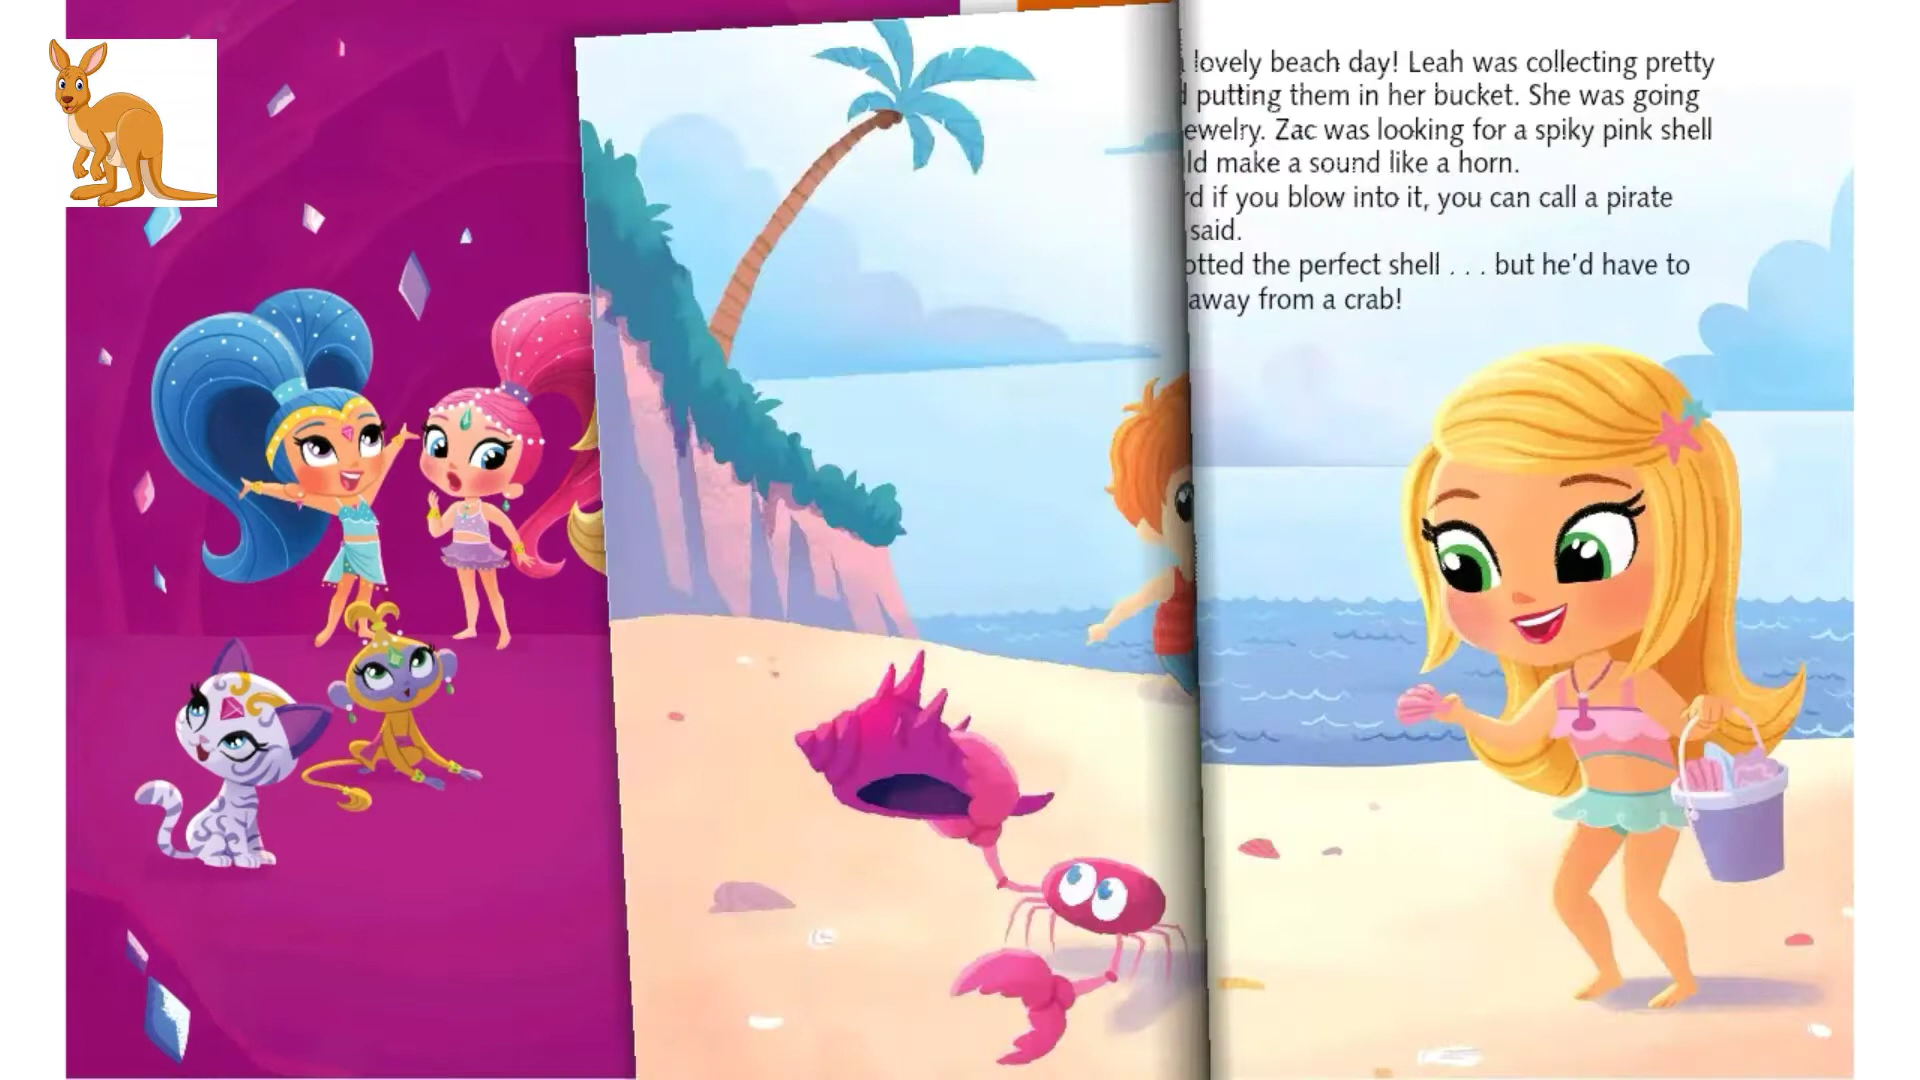 lovely beach day! Leah was collecting pretty
putting them in her bucket. She was going
ewelry. Zac was looking for a spiky pink shell
ld make a sound like a horn.
rd if you blow into it, you can call a pirate
said.
otted the perfect shell . . . but he'd have to
away from a crab!